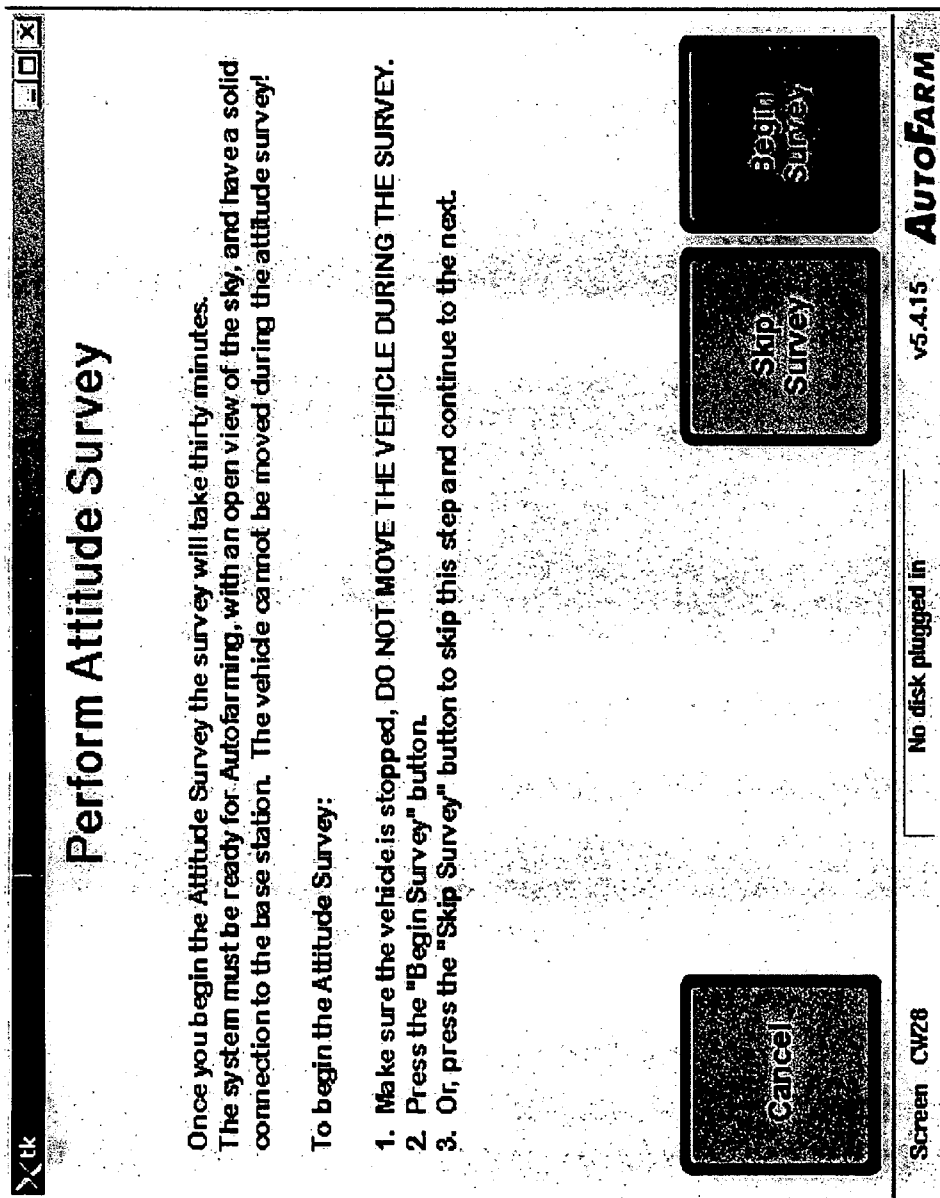 tk
Perform Attitude Survey
Once you begin the Attitude Survey the survey will take thirty minutes.
The system must be ready for Autofarming, with an open view of the sky, and have a solid
connection to the base station. The vehicle cannot be moved during the attitude survey!
To begin the Attitude Survey:
1. Make sure the vehicle is stopped, DO NOT MOVE THE VEHICLE DURING THE SURVEY.
2. Press the "Begin Survey" button.
3. Or, press the "Skip Survey" button to skip this step and continue to the next.
Cancel
Skip
Survey
Begin
Survey
Screen CW28
No disk plugged in
v5.4.15
AUTOFARM